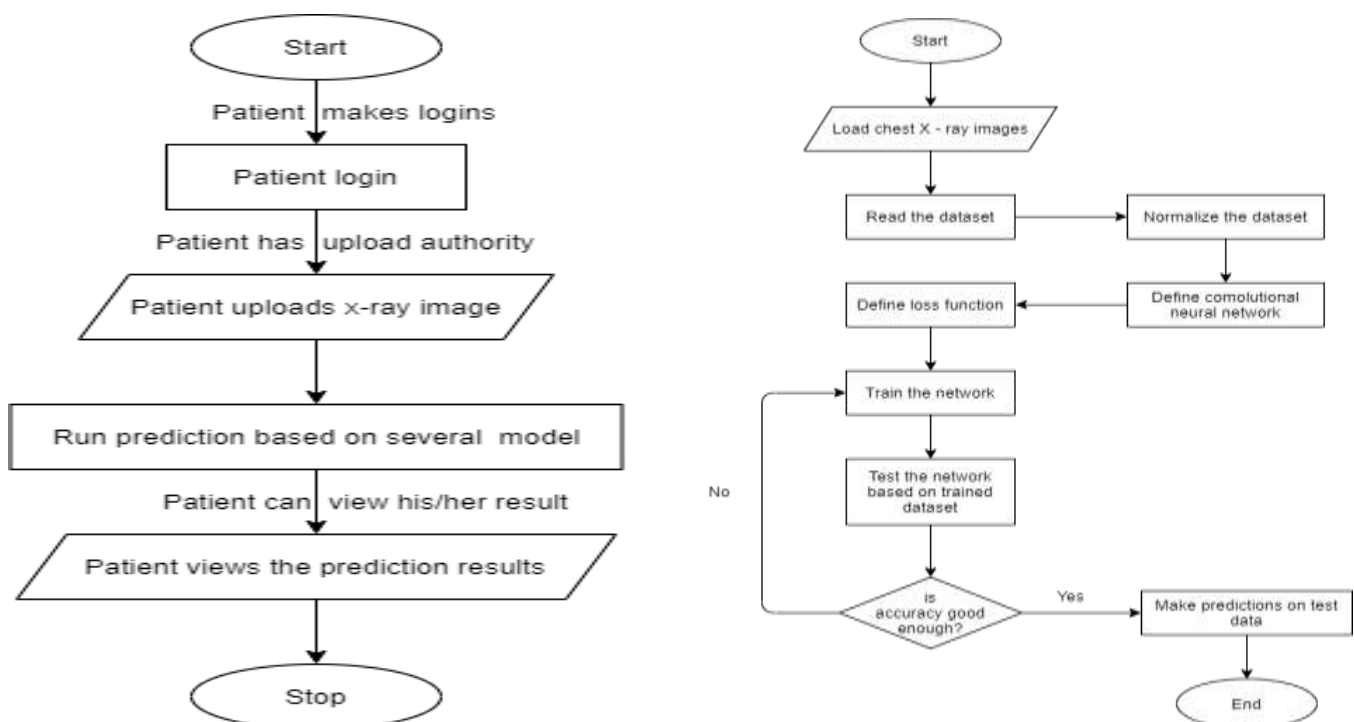 Start
Patient makes logins
Patient login
Patient has upload authority
Patient uploads x-ray image
Run prediction based on several model
Patient can view his/her result
Patient views the prediction results
Stop
Start
Load chest X - ray images
Read the dataset
Normalize the dataset
Define comolutional
neural network
Define loss function
Train the network
Test the network
based on trained
dataset
No
is
accuracy good
enough?
Yes
Make predictions on test
data
End